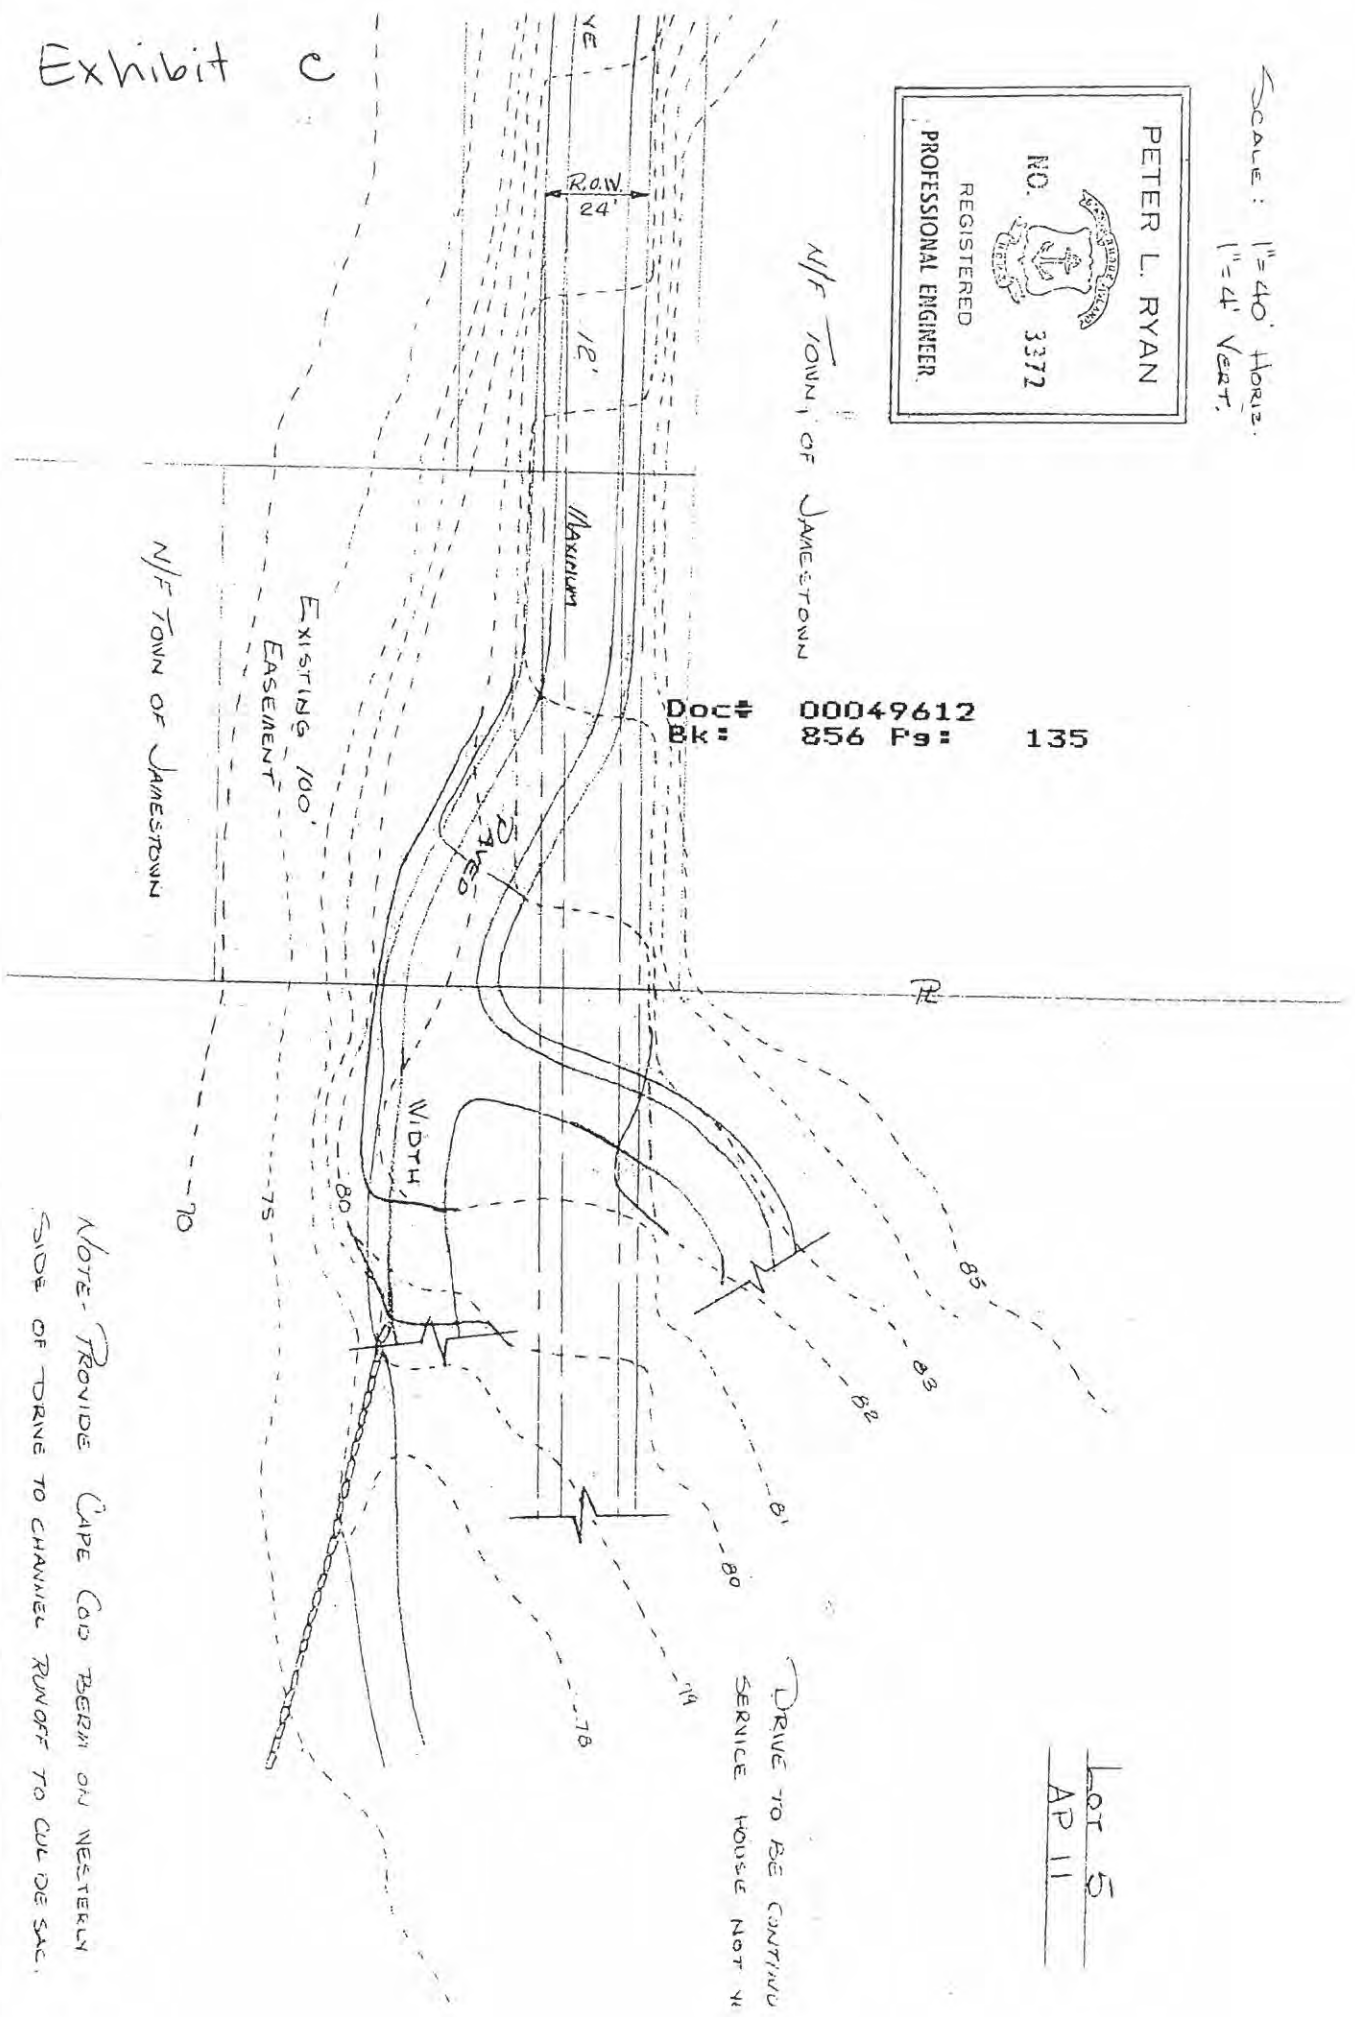 Exhibit C
SCALE: 1"=40' HORIZ.
1"=4' VERT.
PETER L. RYAN
NO. 3372
REGISTERED
PROFESSIONAL ENGINEER
VE
R.O.W.
24'
18'
MAXIMUM
PAVED
WIDTH
N/F TOWN, OF JAMESTOWN
Doc# 00049612
Bk: 856 Pg: 135
EXISTING 100'
EASEMENT
N/F TOWN OF JAMESTOWN
PL
70
75
80
85
83
82
81
80
79
78
DRIVE TO BE CONTINU
SERVICE HOUSE NOT
LOT 5
AP 11
NOTE- PROVIDE CAPE COD BERM ON WESTERLY
SIDE OF DRIVE TO CHANNEL RUNOFF TO CUL DE SAC.